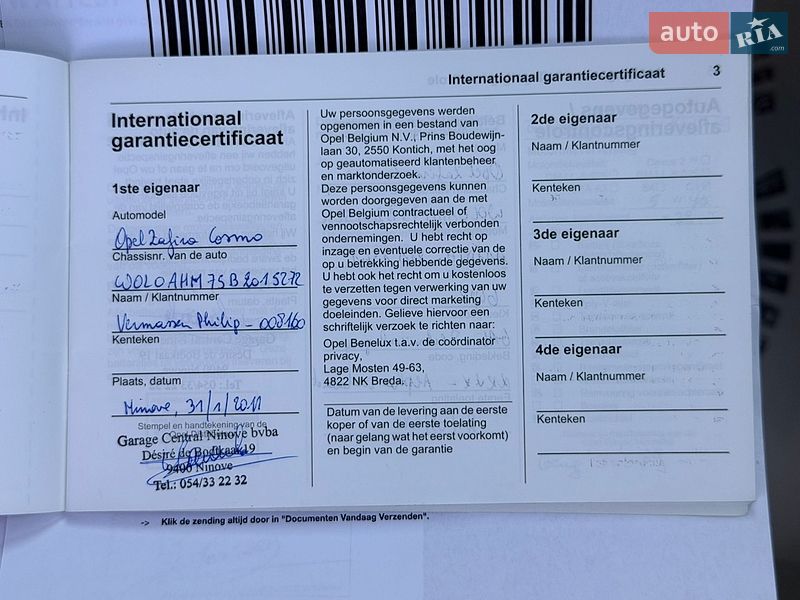 auto RIA .com
Internationaal garantiecertificaat 3
Internationaal
garantiecertificaat
1ste eigenaar
Automodel
Opel Zafira Cosmo
Chassisnr. van de auto
WOLOAHM75B2015272
Naam / Klantnummer
Vermassen Philip - 008160
Kenteken
Plaats, datum
Ninove, 31/1/2011
Stempel en handtekening van de
Garage Central Ninove bvba
Désiré de Bodtkaai 19
9400 Ninove
Tel.: 054/33 22 32
Uw persoonsgegevens werden
opgenomen in een bestand van
Opel Belgium N.V., Prins Boudewijn-
laan 30, 2550 Kontich, met het oog
op geautomatiseerd klantenbeheer
en marktonderzoek.
Deze persoonsgegevens kunnen
worden doorgegeven aan de met
Opel Belgium contractueel of
vennootschapsrechtelijk verbonden
ondernemingen. U hebt recht op
inzage en eventuele correctie van de
op u betrekking hebbende gegevens.
U hebt ook het recht om u kosteloos
te verzetten tegen verwerking van uw
gegevens voor direct marketing
doeleinden. Gelieve hiervoor een
schriftelijk verzoek te richten naar:
Opel Benelux t.a.v. de coördinator
privacy,
Lage Mosten 49-63,
4822 NK Breda.
Datum van de levering aan de eerste
koper of van de eerste toelating
(naar gelang wat het eerst voorkomt)
en begin van de garantie
2de eigenaar
Naam / Klantnummer
Kenteken
3de eigenaar
Naam / Klantnummer
Kenteken
4de eigenaar
Naam / Klantnummer
Kenteken
-> Klik de zending altijd door in "Documenten Vandaag Verzenden".